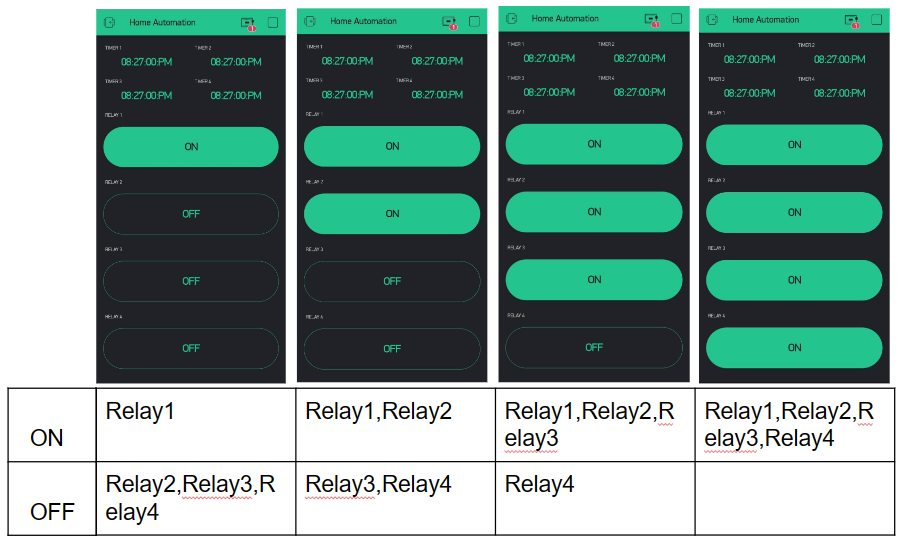 Home Automation
1
TIMER 1 TIMER 2
08:27:00:PM 08:27:00:PM
TIMER 3 TIMER 4
08:27:00:PM 08:27:00:PM
RELAY 1
ON
RELAY 2
OFF
RELAY 3
OFF
RELAY 4
OFF
Home Automation
1
TIMER 1 TIMER 2
08:27:00:PM 08:27:00:PM
TIMER 3 TIMER 4
08:27:00:PM 08:27:00:PM
RELAY 1
ON
RELAY 2
ON
RELAY 3
OFF
RELAY 4
OFF
Home Automation
1
TIMER 1 TIMER 2
08:27:00:PM 08:27:00:PM
TIMER 3 TIMER 4
08:27:00:PM 08:27:00:PM
RELAY 1
ON
RELAY 2
ON
RELAY 3
ON
RELAY 4
OFF
Home Automation
1
TIMER 1 TIMER 2
08:27:00:PM 08:27:00:PM
TIMER 3 TIMER 4
08:27:00:PM 08:27:00:PM
RELAY 1
ON
RELAY 2
ON
RELAY 3
ON
RELAY 4
ON
ON
Relay1
Relay1,Relay2
Relay1,Relay2,R
elay3
Relay1,Relay2,R
elay3,Relay4
OFF
Relay2,Relay3,R
elay4
Relay3,Relay4
Relay4